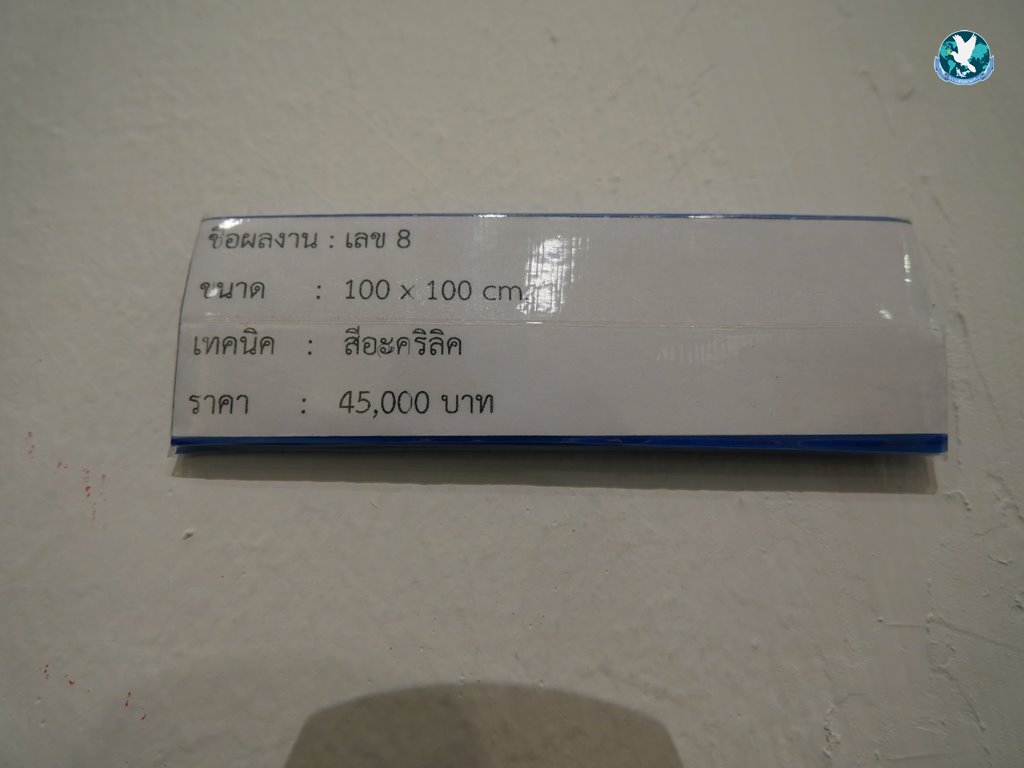 ชื่อผลงาน : เลข 8
ขนาด : 100 x 100 cm.
เทคนิค : สีอะคริลิค
ราคา : 45,000 บาท